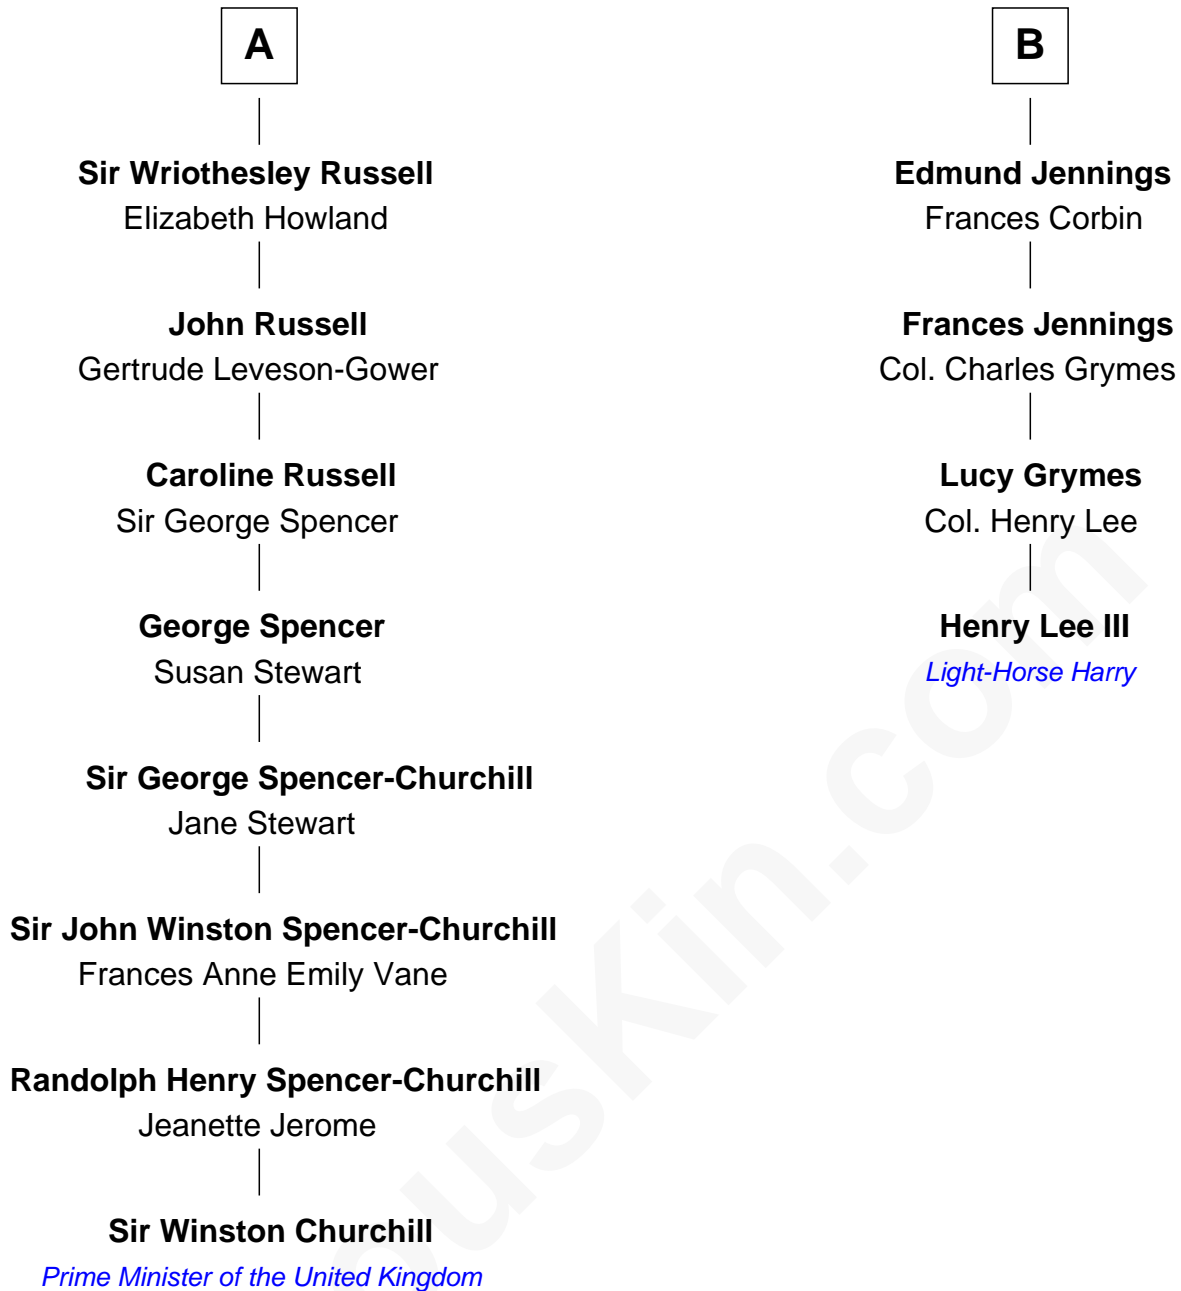 A
Sir Wriothesley Russell
Elizabeth Howland
John Russell
Gertrude Leveson-Gower
Caroline Russell
Sir George Spencer
George Spencer
Susan Stewart
Sir George Spencer-Churchill
Jane Stewart
Sir John Winston Spencer-Churchill
Frances Anne Emily Vane
Randolph Henry Spencer-Churchill
Jeanette Jerome
Sir Winston Churchill
Prime Minister of the United Kingdom
B
Edmund Jennings
Frances Corbin
Frances Jennings
Col. Charles Grymes
Lucy Grymes
Col. Henry Lee
Henry Lee III
Light-Horse Harry
ousKin.com